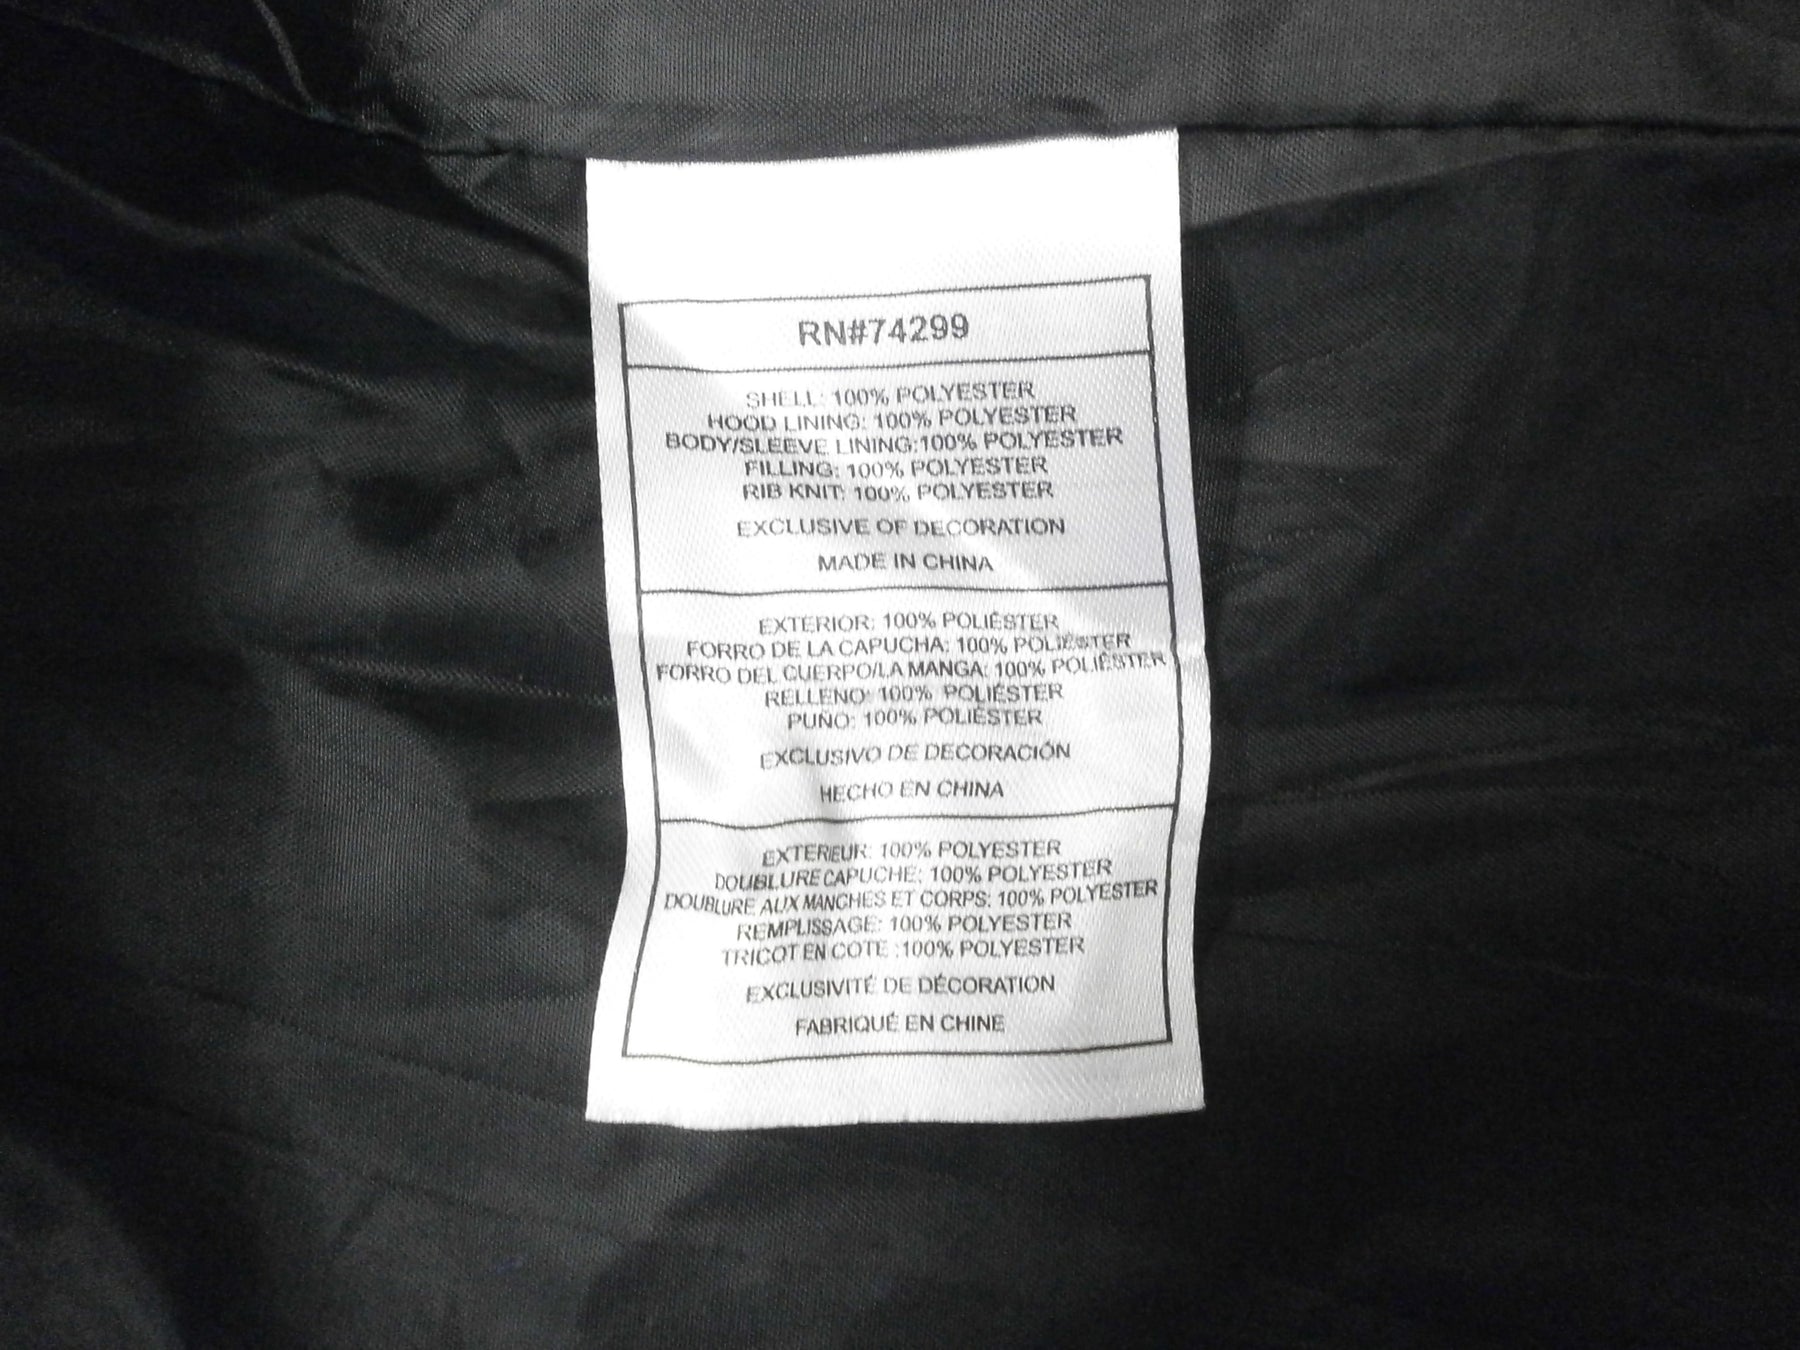 RN#74299
SHELL: 100% POLYESTER
HOOD LINING: 100% POLYESTER
BODY/SLEEVE LINING:100% POLYESTER
FILLING: 100% POLYESTER
RIB KNIT: 100% POLYESTER
EXCLUSIVE OF DECORATION
MADE IN CHINA
EXTERIOR: 100% POLIÉSTER
FORRO DE LA CAPUCHA: 100% POLIÉSTER
FORRO DEL CUERPO/LA MANGA: 100% POLIÉSTER
RELLENO: 100% POLIÉSTER
PUÑO: 100% POLIÉSTER
EXCLUSIVO DE DECORACIÓN
HECHO EN CHINA
EXTERIEUR: 100% POLYESTER
DOUBLURE CAPUCHE: 100% POLYESTER
DOUBLURE AUX MANCHES ET CORPS: 100% POLYESTER
REMPLISSAGE: 100% POLYESTER
TRICOT EN COTE :100% POLYESTER
EXCLUSIVITÉ DE DÉCORATION
FABRIQUÉ EN CHINE